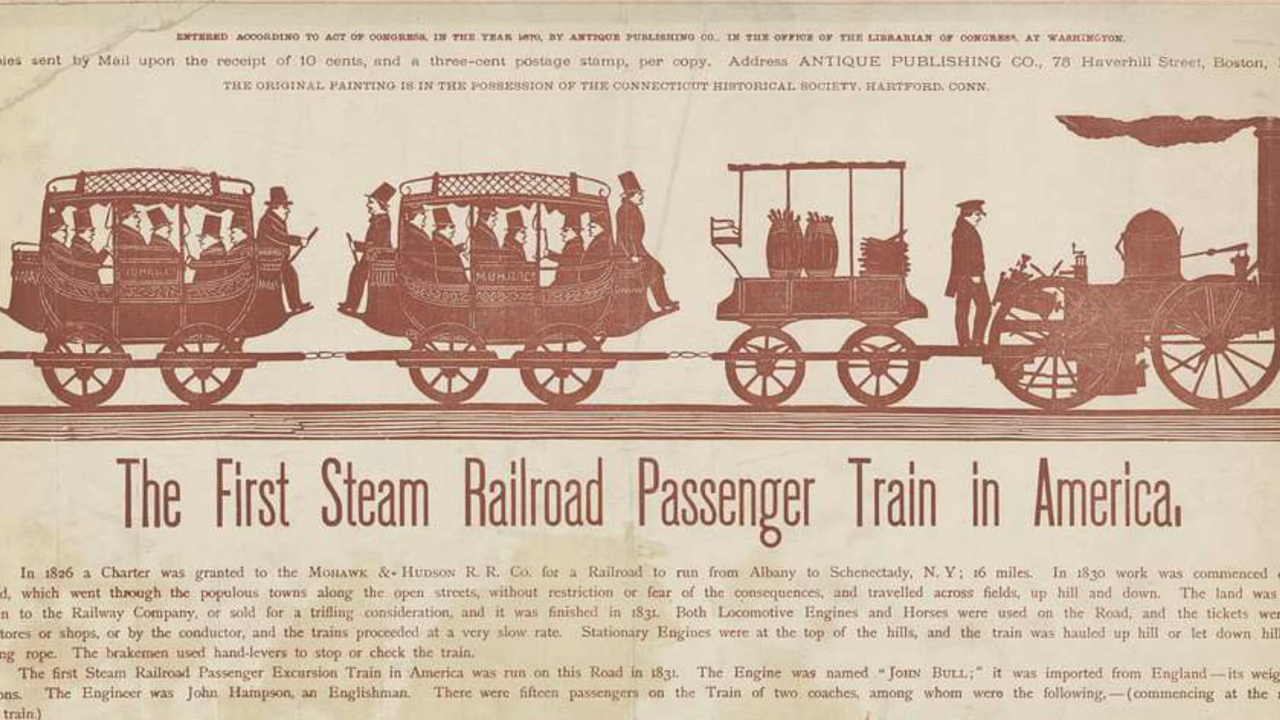 ENTERED ACCORDING TO ACT OF CONGRESS, IN THE YEAR 1870, BY ANTIQUE PUBLISHING CO., IN THE OFFICE OF THE LIBRARIAN OF CONGRESS, AT WASHINGTON.
ies sent by Mail upon the receipt of 10 cents, and a three-cent postage stamp, per copy. Address ANTIQUE PUBLISHING CO., 78 Haverhill Street, Boston,
THE ORIGINAL PAINTING IS IN THE POSSESSION OF THE CONNECTICUT HISTORICAL SOCIETY, HARTFORD, CONN.
The First Steam Railroad Passenger Train in America.
In 1826 a Charter was granted to the MOHAWK & HUDSON R. R. Co. for a Railroad to run from Albany to Schenectady, N. Y; 16 miles. In 1830 work was commenced
d, which went through the populous towns along the open streets, without restriction or fear of the consequences, and travelled across fields, up hill and down. The land was
n to the Railway Company, or sold for a trifling consideration, and it was finished in 1831. Both Locomotive Engines and Horses were used on the Road, and the tickets wer
tores or shops, or by the conductor, and the trains proceeded at a very slow rate. Stationary Engines were at the top of the hills, and the train was hauled up hill or let down hill
ng rope. The brakemen used hand-levers to stop or check the train.
The first Steam Railroad Passenger Excursion Train in America was run on this Road in 1831. The Engine was named "JOHN BULL;" it was imported from England—its weig
ons. The Engineer was John Hampson, an Englishman. There were fifteen passengers on the Train of two coaches, among whom were the following,—(commencing at the
train.)